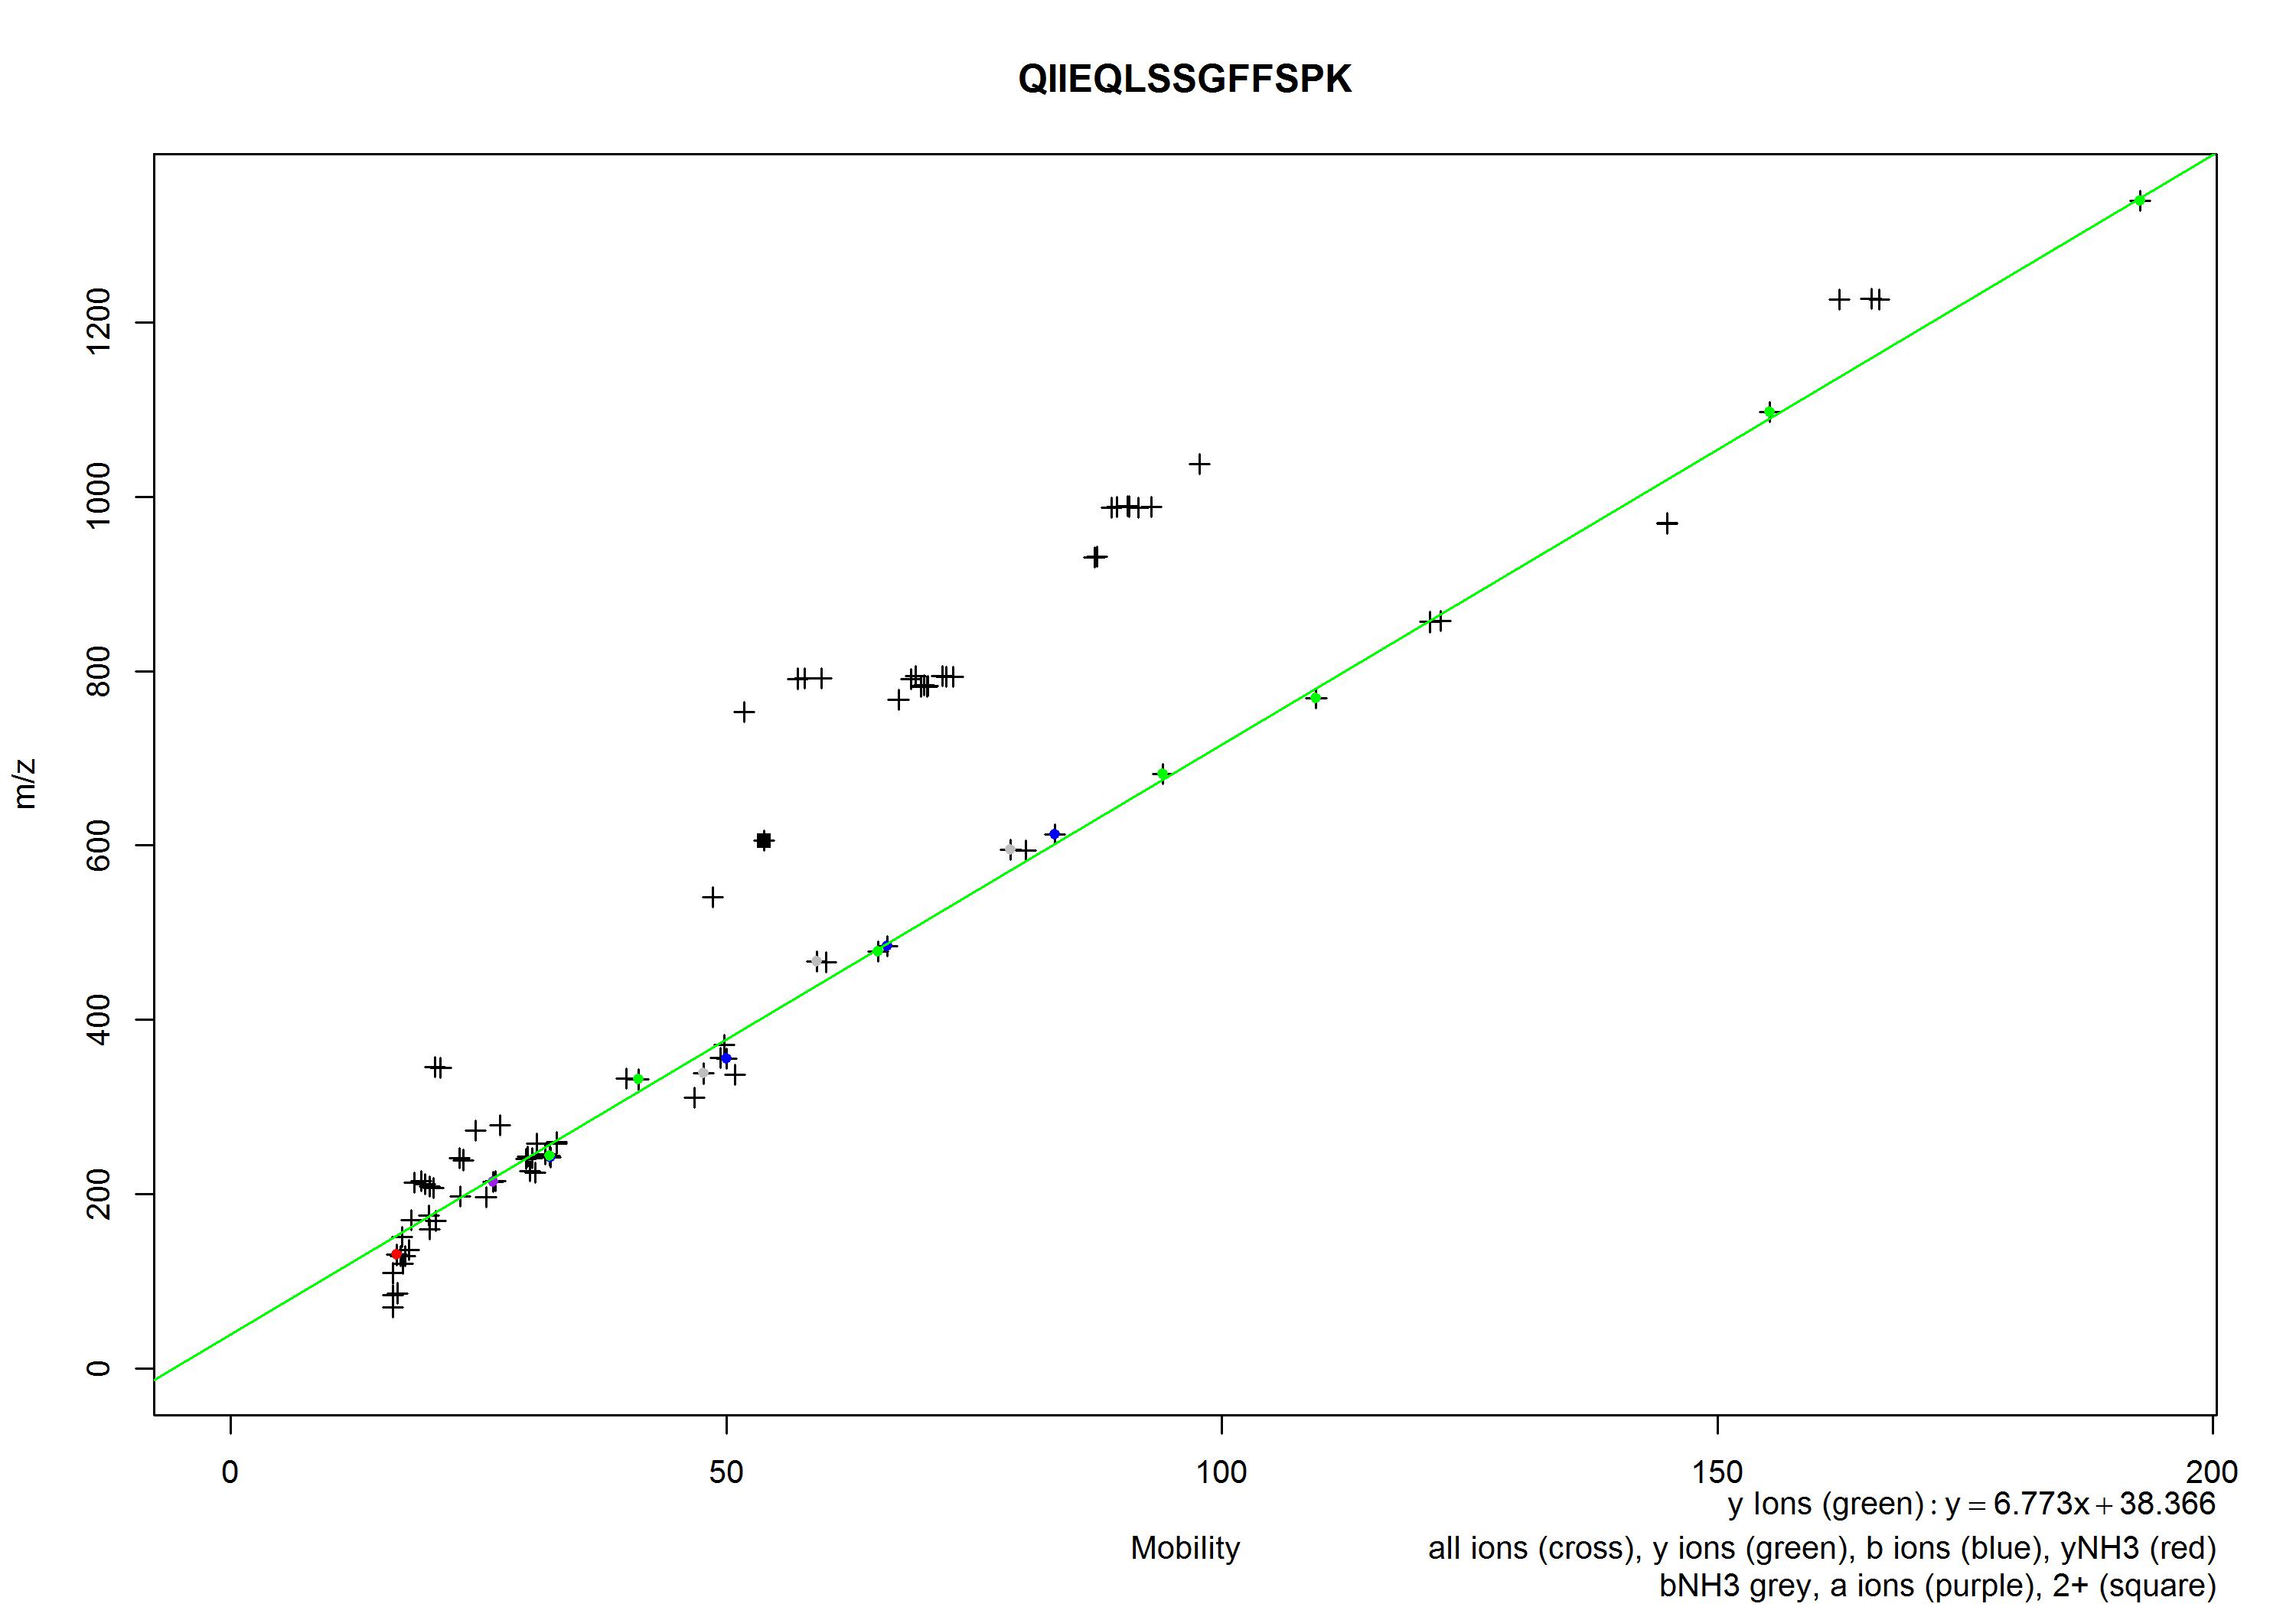 QIIEQLSSGFFSPK
1200
1000
800
600
400
200
0
m/z
0 50 100 150 200
y Ions (green) : y = 6.773x + 38.366
Mobility
all ions (cross), y ions (green), b ions (blue), yNH3 (red)
bNH3 grey, a ions (purple), 2+ (square)